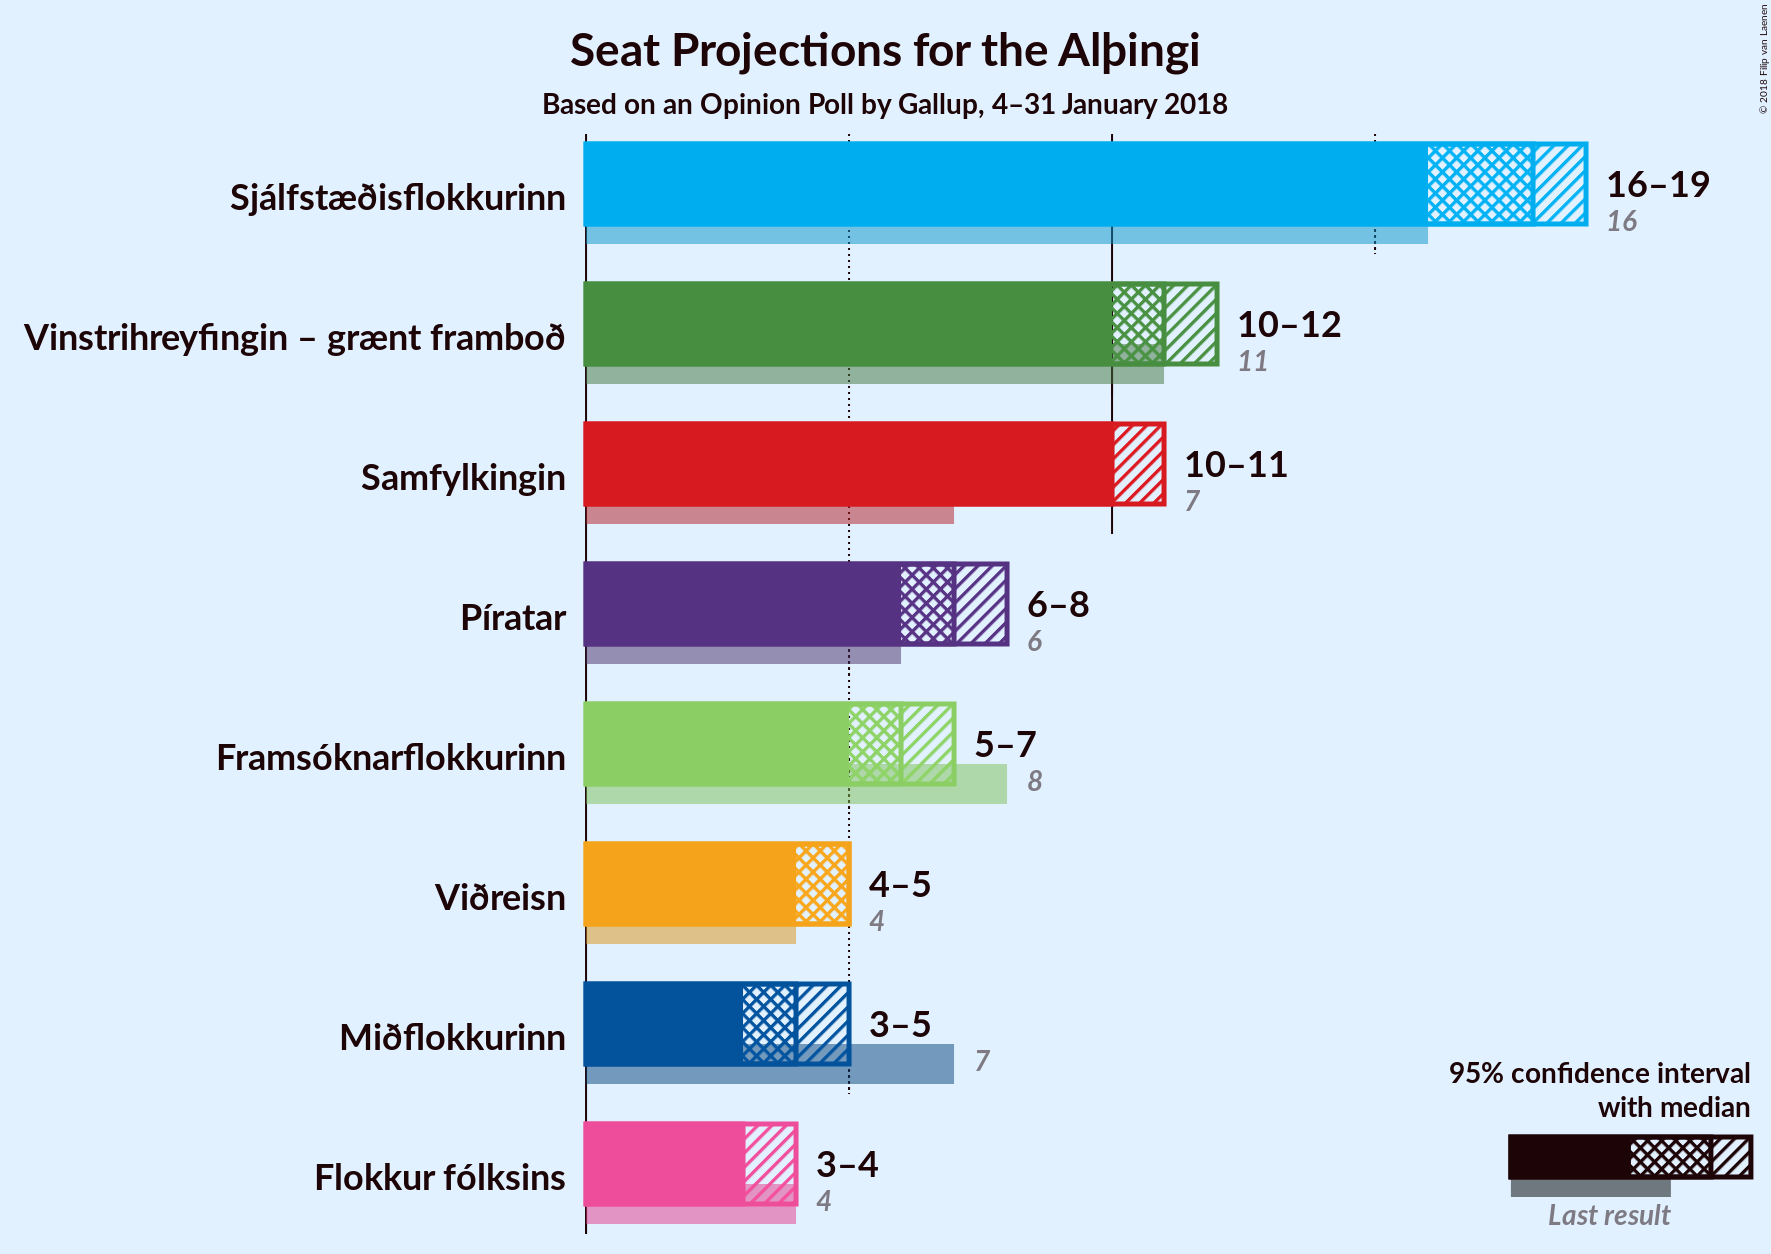 Seat Projections for the Alþingi
Based on an Opinion Poll by Gallup, 4–31 January 2018
© 2018 Filip van Laenen
Sjálfstæðisflokkurinn
16–19
16
Vinstrihreyfingin – grænt framboð
10–12
11
Samfylkingin
10–11
7
Píratar
6–8
6
Framsóknarflokkurinn
5–7
8
Viðreisn
4–5
4
Miðflokkurinn
3–5
7
Flokkur fólksins
3–4
4
95% confidence interval
with median
Last result